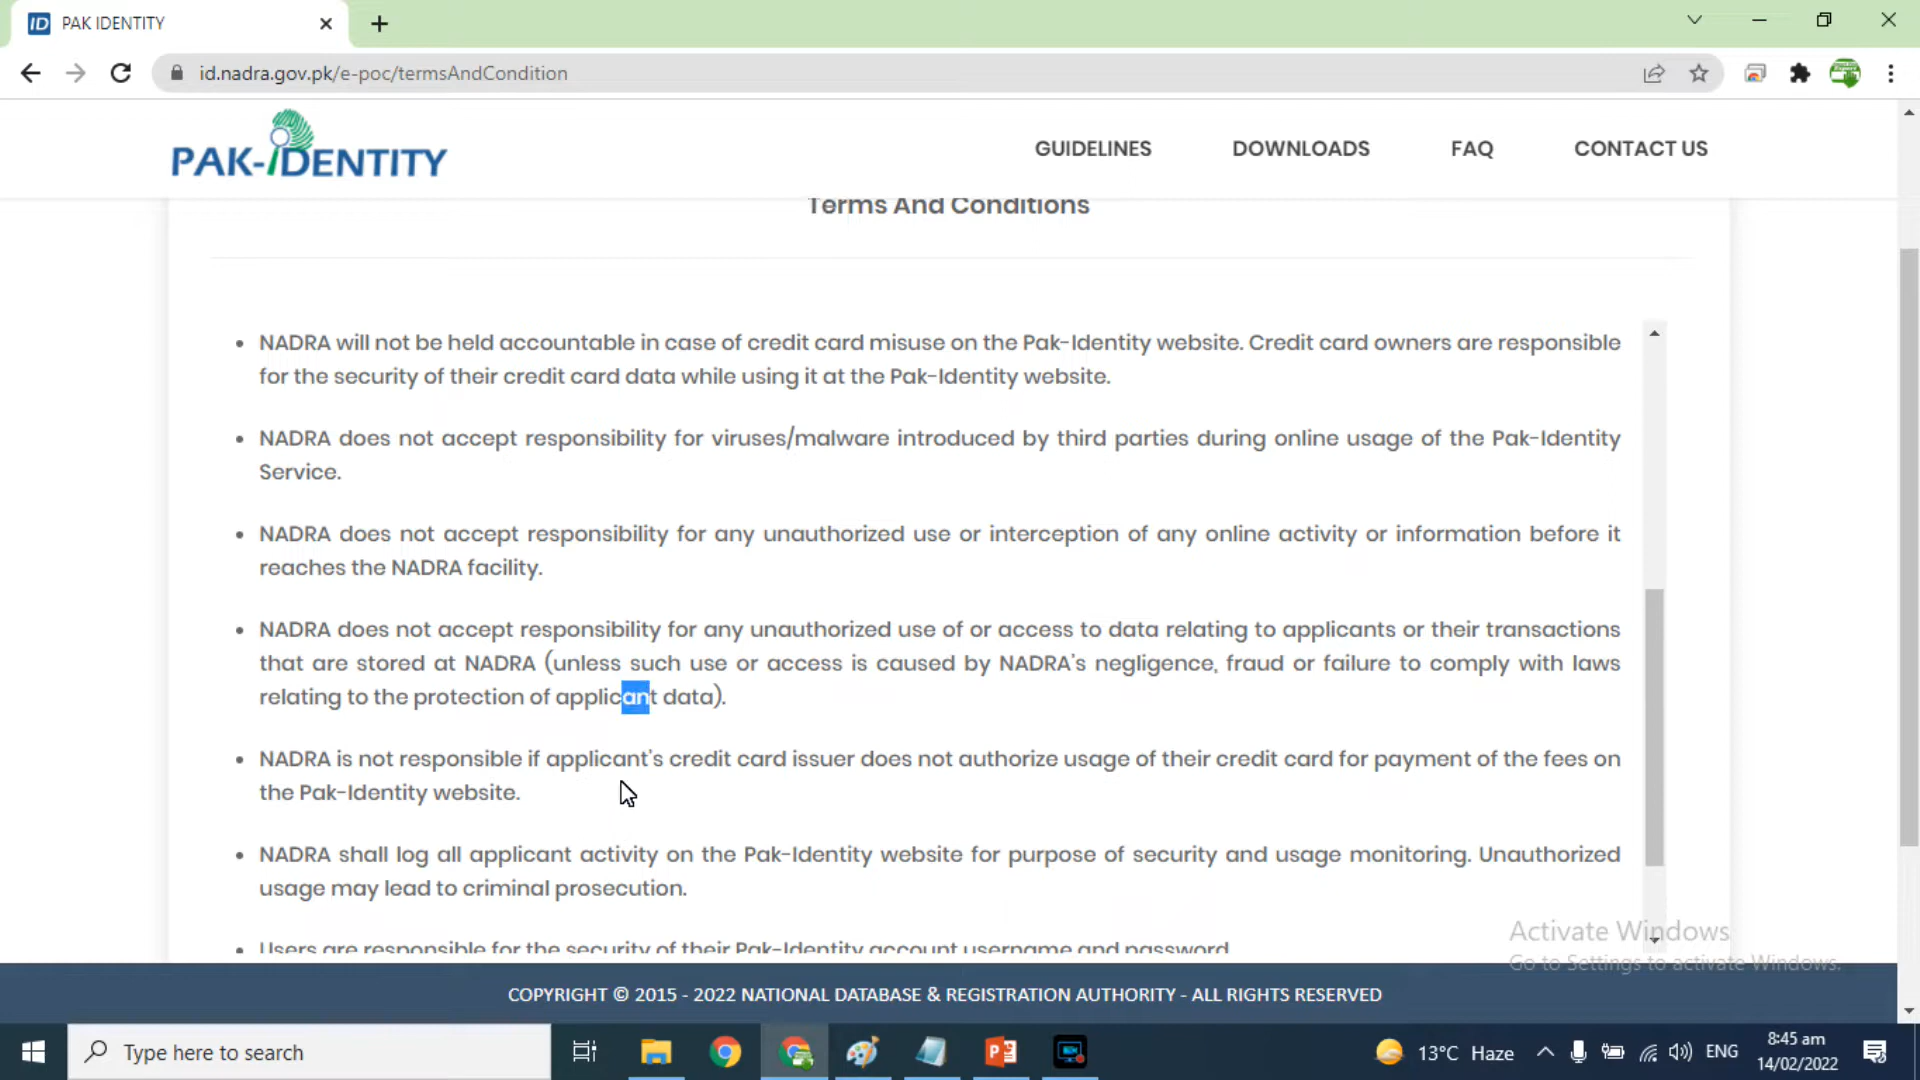 PAK IDENTITY
id.nadra.gov.pk/e-poc/termsAndCondition
PAK-IDENTITY
GUIDELINES
DOWNLOADS
FAQ
CONTACT US
Terms And Conditions
NADRA will not be held accountable in case of credit card misuse on the Pak-Identity website. Credit card owners are responsible
for the security of their credit card data while using it at the Pak-Identity website.
NADRA does not accept responsibility for viruses/malware introduced by third parties during online usage of the Pak-Identity
Service.
NADRA does not accept responsibility for any unauthorized use or interception of any online activity or information before it
reaches the NADRA facility.
NADRA does not accept responsibility for any unauthorized use of or access to data relating to applicants or their transactions
that are stored at NADRA (unless such use or access is caused by NADRA's negligence, fraud or failure to comply with laws
relating to the protection of applicant data).
NADRA is not responsible if applicant's credit card issuer does not authorize usage of their credit card for payment of the fees on
the Pak-Identity website.
NADRA shall log all applicant activity on the Pak-Identity website for purpose of security and usage monitoring. Unauthorized
usage may lead to criminal prosecution.
Users are responsible for the security of their Pak-Identity account username and password
Activate Windows
Go to Settings to activate Windows.
COPYRIGHT © 2015 - 2022 NATIONAL DATABASE & REGISTRATION AUTHORITY - ALL RIGHTS RESERVED
Type here to search
13°C Haze
ENG
8:45 am
14/02/2022